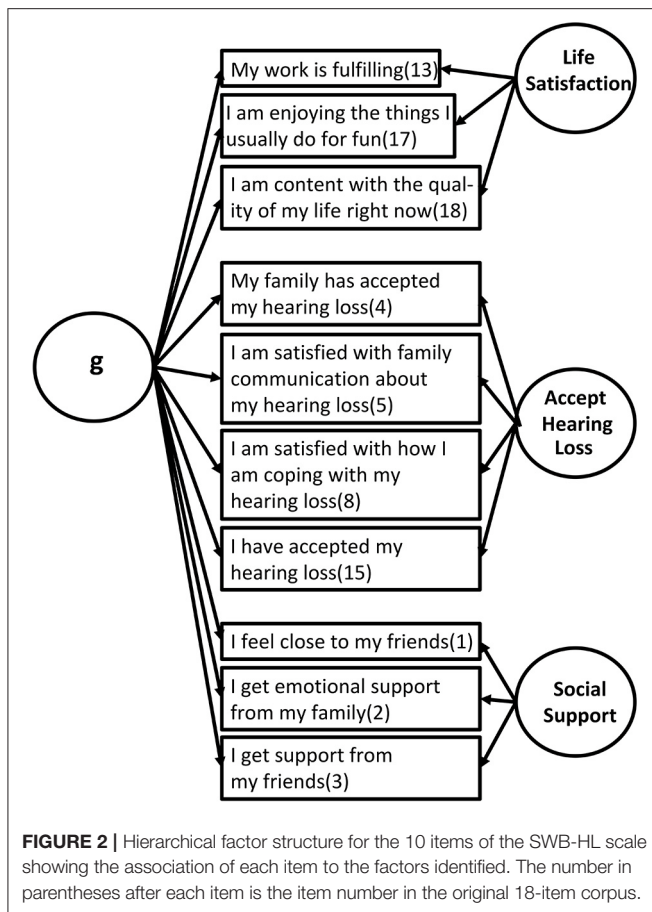 Life
Satisfaction
My work is fulfilling(13)
I am enjoying the things I
usually do for fun(17)
I am content with the qual-
ity of my life right now(18)
My family has accepted
my hearing loss(4)
I am satisfied with family
communication about
my hearing loss(5)
g
Accept
Hearing
Loss
I am satisfied with how I
am coping with my
hearing loss(8)
I have accepted my
hearing loss(15)
I feel close to my friends(1)
I get emotional support
from my family(2)
Social
Support
I get support from
my friends(3)
FIGURE 2 | Hierarchical factor structure for the 10 items of the SWB-HL scale
showing the association of each item to the factors identified. The number in
parentheses after each item is the item number in the original 18-item corpus.